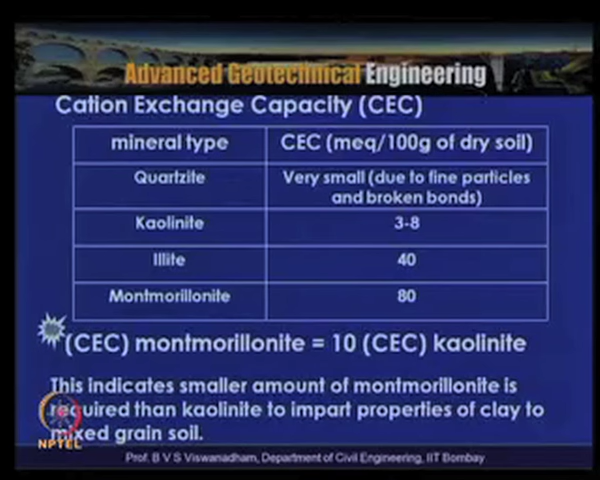 Advanced Geotechnical Engineering
Cation Exchange Capacity (CEC)
mineral type CEC (meq/100g of dry soil)
Quartzite Very small (due to fine particles
and broken bonds)
Kaolinite 3-8
Illite 40
Montmorillonite 80
(CEC) montmorillonite = 10 (CEC) kaolinite
This indicates smaller amount of montmorillonite is
required than kaolinite to impart properties of clay to
mixed grain soil.
NPTEL
Prof. B V S Viswanadham, Department of Civil Engineering, IIT Bombay